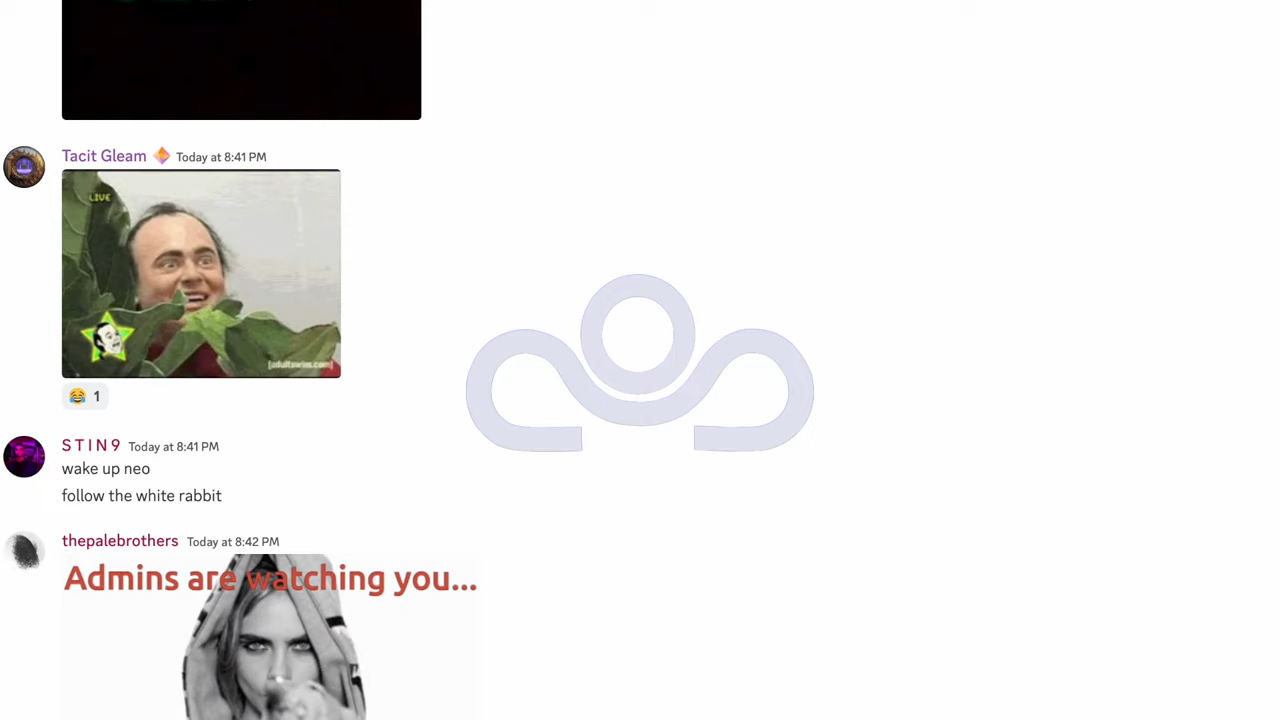 Tacit Gleam Today at 8:41 PM
LIVE
[adultswim.com]
1
S T I N 9 Today at 8:41 PM
wake up neo
follow the white rabbit
thepalebrothers Today at 8:42 PM
Admins are watching you...